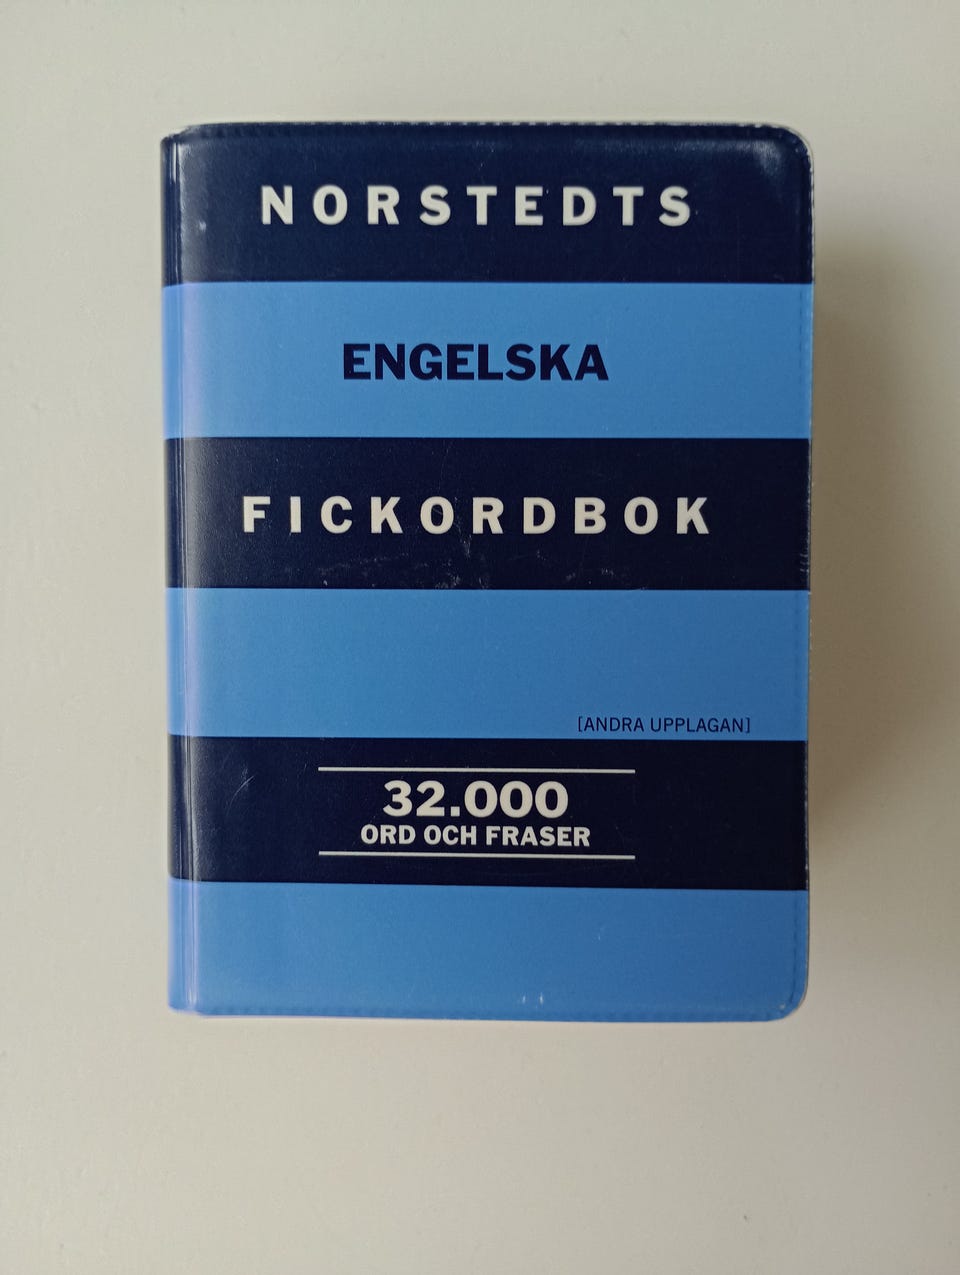 NORSTEDTS
ENGELSKA
FICKORDBOK
[ANDRA UPPLAGAN]
32.000
ORD OCH FRASER